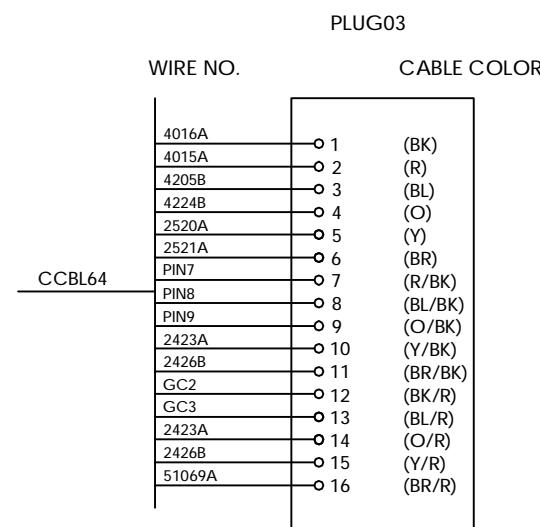 PLUG03
WIRE NO. CABLE COLOR
4016A 1 (BK)
4015A 2 (R)
4205B 3 (BL)
4224B 4 (O)
2520A 5 (Y)
2521A 6 (BR)
CCBL64
PIN7 7 (R/BK)
PIN8 8 (BL/BK)
PIN9 9 (O/BK)
2423A 10 (Y/BK)
2426B 11 (BR/BK)
GC2 12 (BK/R)
GC3 13 (BL/R)
2423A 14 (O/R)
2426B 15 (Y/R)
51069A 16 (BR/R)